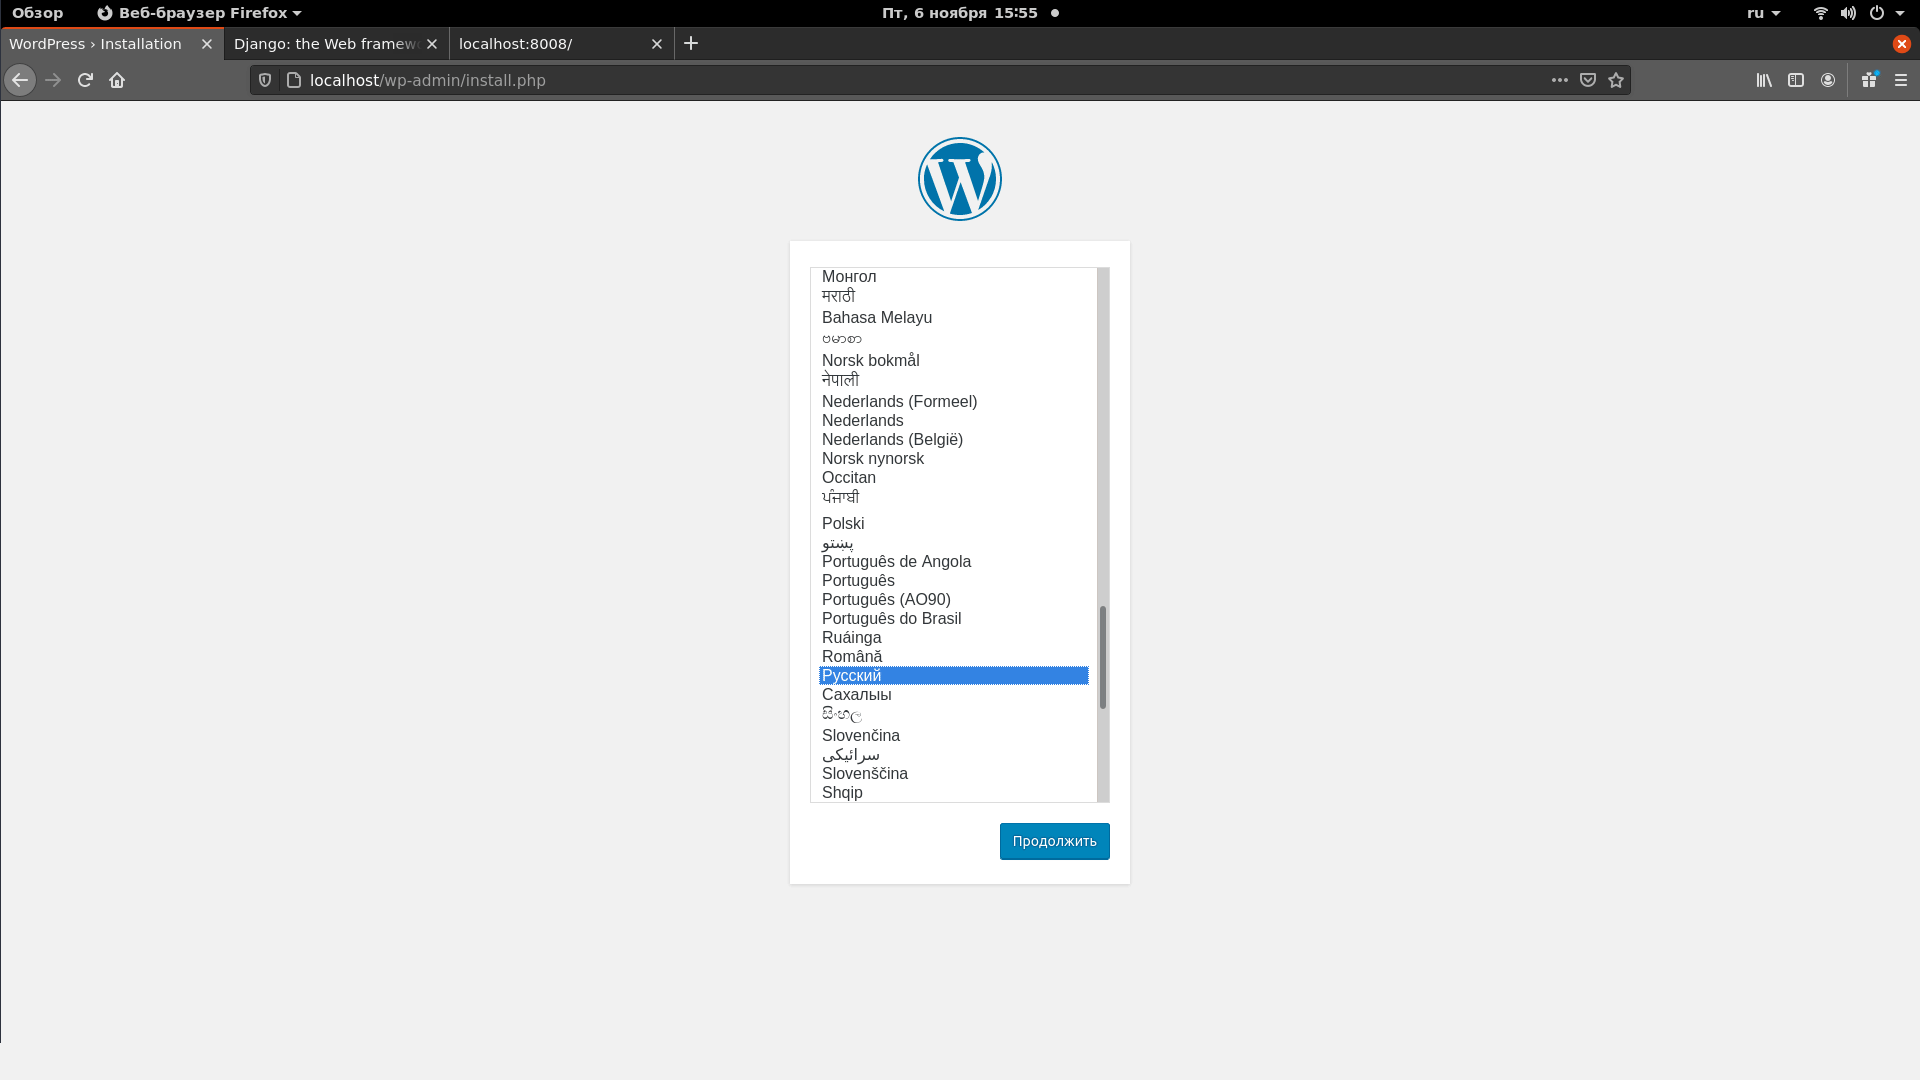 Обзор Веб-браузер Firefox Пт, 6 ноября 15:55 ru
WordPress › Installation Django: the Web framewo localhost:8008/
localhost/wp-admin/install.php
Монгол
मराठी
Bahasa Melayu
ဗမာစာ
Norsk bokmål
नेपाली
Nederlands (Formeel)
Nederlands
Nederlands (België)
Norsk nynorsk
Occitan
ਪੰਜਾਬੀ
Polski
پښتو
Português de Angola
Português
Português (AO90)
Português do Brasil
Ruáinga
Română
Русский
Сахалыы
සිංහල
Slovenčina
سرائیکی
Slovenščina
Shqip
Продолжить